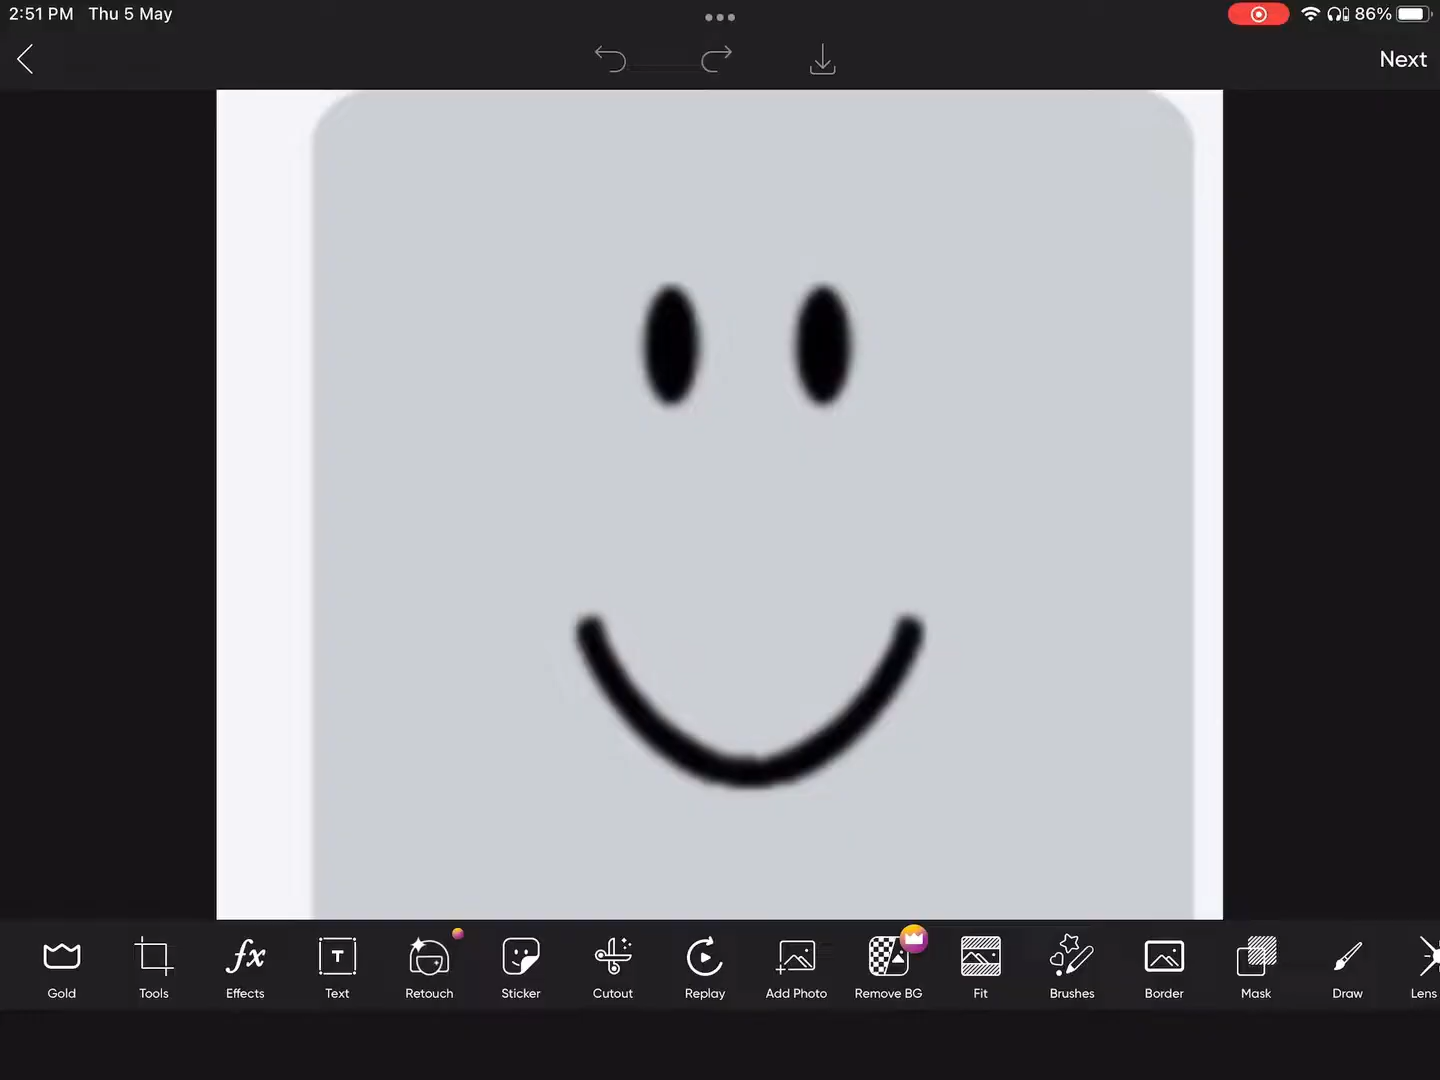 2:51 PM Thu 5 May 86%
Next
Gold Tools Effects Text Retouch Sticker Cutout Replay Add Photo Remove BG Fit Brushes Border Mask Draw Lens